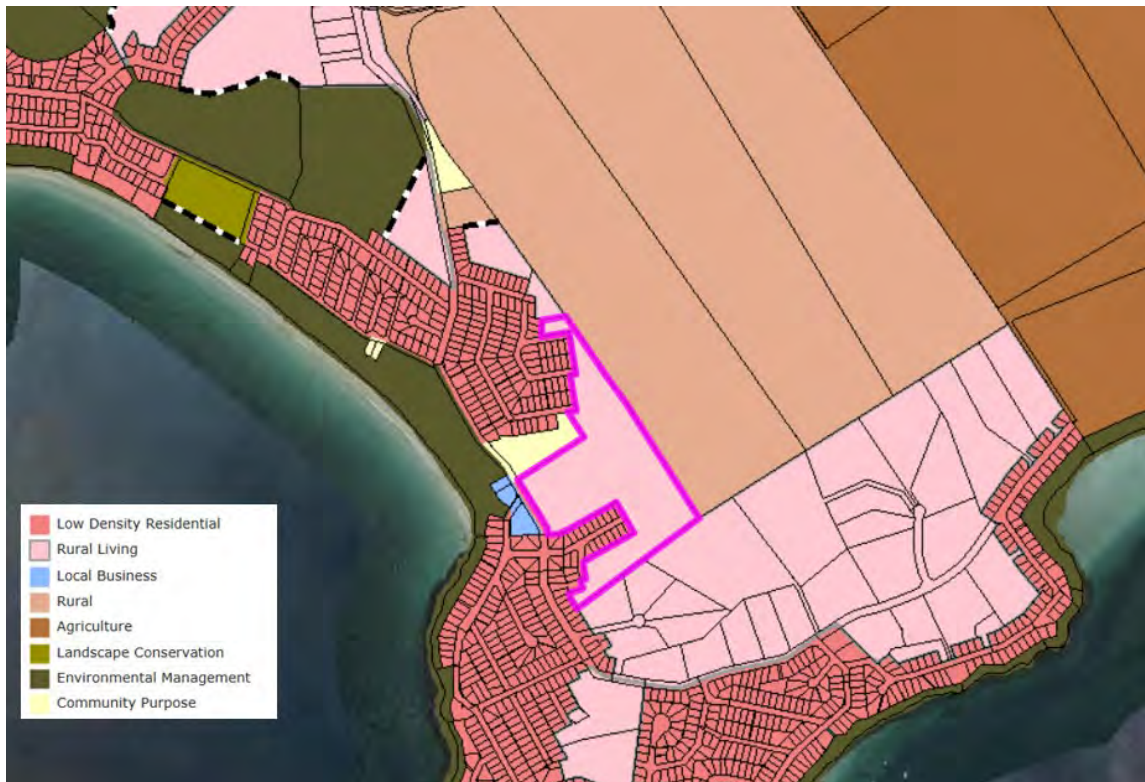 Low Density Residential
Rural Living
Local Business
Rural
Agriculture
Landscape Conservation
Environmental Management
Community Purpose